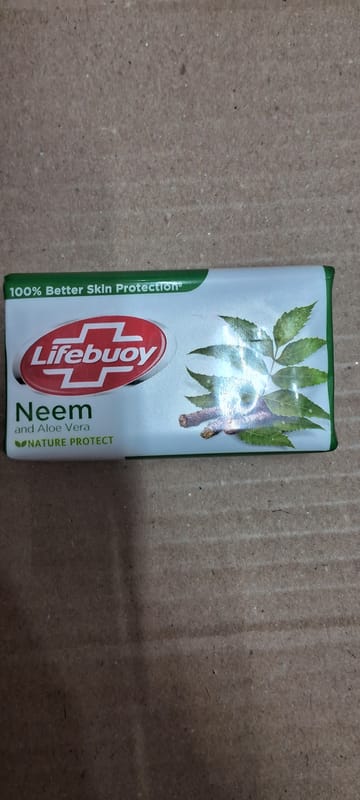 100% Better Skin Protection*
Lifebuoy
Neem
and Aloe Vera
NATURE PROTECT